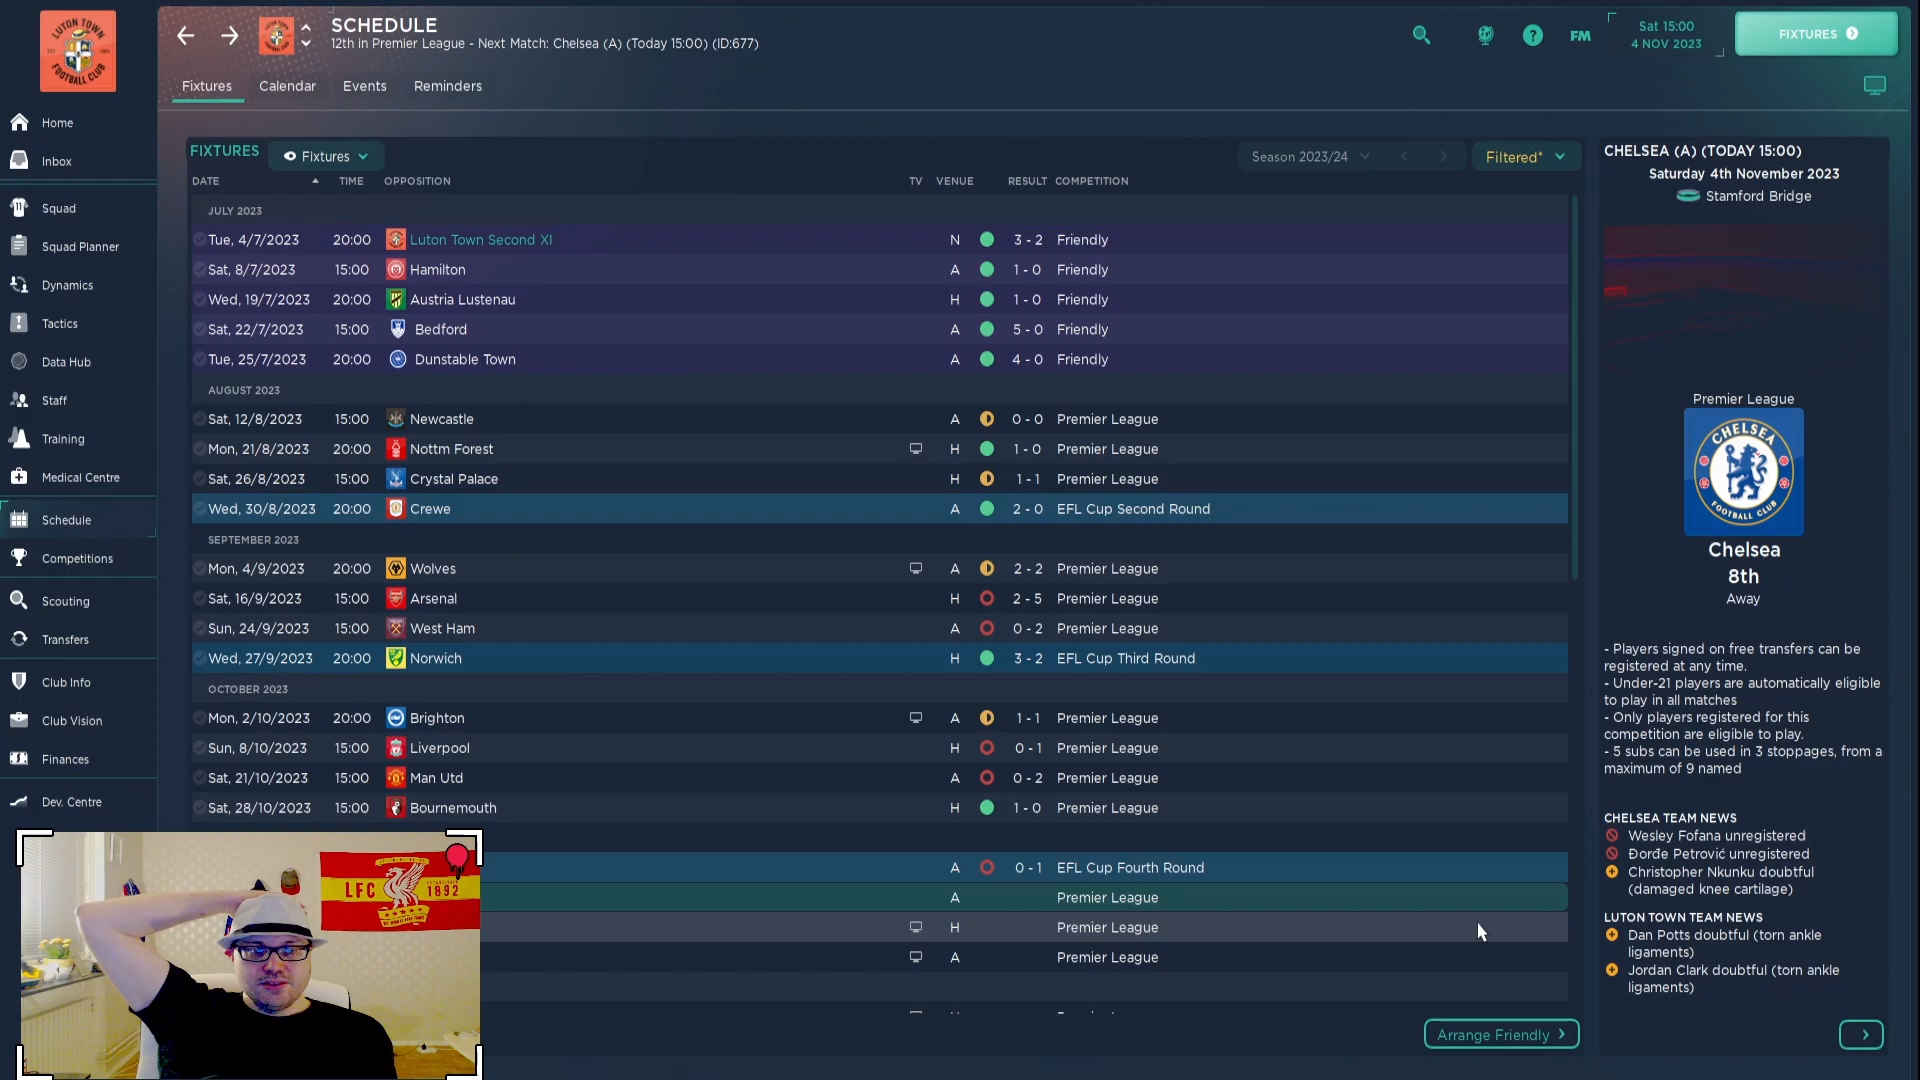 LUTON TOWN
FOOTBALL CLUB
SCHEDULE
12th in Premier League - Next Match: Chelsea (A) (Today 15:00) (ID:677)
FM
Sat 15:00
4 NOV 2023
FIXTURES
Fixtures
Calendar
Events
Reminders
Home
Inbox
Squad
Squad Planner
Dynamics
Tactics
Data Hub
Staff
Training
Medical Centre
Schedule
Competitions
Scouting
Transfers
Club Info
Club Vision
Finances
Dev. Centre
FIXTURES
Fixtures
Season 2023/24
Filtered*
DATE TIME OPPOSITION TV VENUE RESULT COMPETITION
JULY 2023
Tue, 4/7/2023 20:00 Luton Town Second XI N 3 - 2 Friendly
Sat, 8/7/2023 15:00 Hamilton A 1 - 0 Friendly
Wed, 19/7/2023 20:00 Austria Lustenau H 1 - 0 Friendly
Sat, 22/7/2023 15:00 Bedford A 5 - 0 Friendly
Tue, 25/7/2023 20:00 Dunstable Town A 4 - 0 Friendly
AUGUST 2023
Sat, 12/8/2023 15:00 Newcastle A 0 - 0 Premier League
Mon, 21/8/2023 20:00 Nottm Forest H 1 - 0 Premier League
Sat, 26/8/2023 15:00 Crystal Palace H 1 - 1 Premier League
Wed, 30/8/2023 20:00 Crewe A 2 - 0 EFL Cup Second Round
SEPTEMBER 2023
Mon, 4/9/2023 20:00 Wolves A 2 - 2 Premier League
Sat, 16/9/2023 15:00 Arsenal H 2 - 5 Premier League
Sun, 24/9/2023 15:00 West Ham A 0 - 2 Premier League
Wed, 27/9/2023 20:00 Norwich H 3 - 2 EFL Cup Third Round
OCTOBER 2023
Mon, 2/10/2023 20:00 Brighton A 1 - 1 Premier League
Sun, 8/10/2023 15:00 Liverpool H 0 - 1 Premier League
Sat, 21/10/2023 15:00 Man Utd A 0 - 2 Premier League
Sat, 28/10/2023 15:00 Bournemouth H 1 - 0 Premier League
A 0 - 1 EFL Cup Fourth Round
A Premier League
H Premier League
A Premier League
Arrange Friendly
CHELSEA (A) (TODAY 15:00)
Saturday 4th November 2023
Stamford Bridge
Premier League
CHELSEA
FOOTBALL CLUB
Chelsea
8th
Away
- Players signed on free transfers can be
registered at any time.
- Under-21 players are automatically eligible
to play in all matches
- Only players registered for this
competition are eligible to play.
- 5 subs can be used in 3 stoppages, from a
maximum of 9 named
CHELSEA TEAM NEWS
Wesley Fofana unregistered
Đorđe Petrović unregistered
Christopher Nkunku doubtful
(damaged knee cartilage)
LUTON TOWN TEAM NEWS
Dan Potts doubtful (torn ankle
ligaments)
Jordan Clark doubtful (torn ankle
ligaments)
LFC
1892